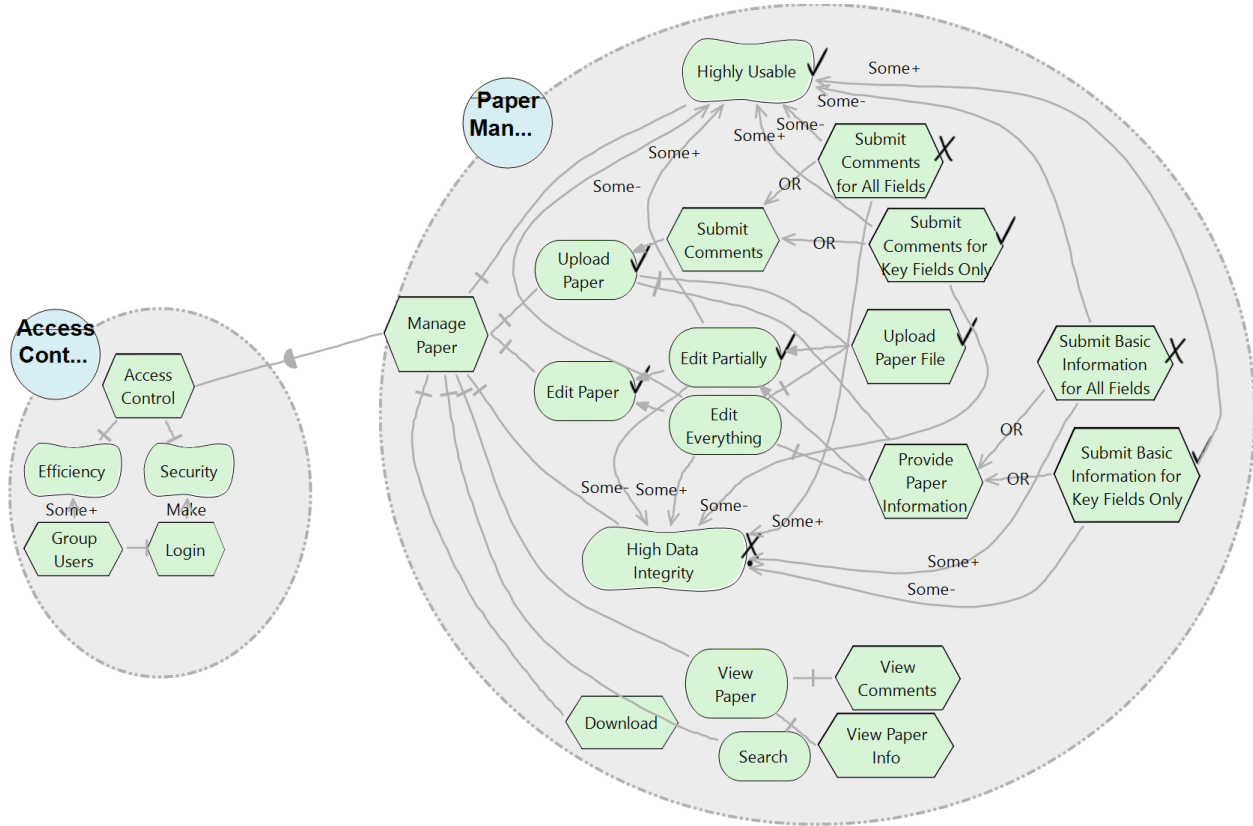 Highly Usable
Some+
Some-
Paper
Man...
Some+
Some-
Submit
Comments
for All Fields
Some+
Some-
OR
Submit
Comments
OR
Submit
Comments for
Key Fields Only
Upload
Paper
Access
Cont...
Manage
Paper
Access
Control
Edit Partially
Upload
Paper File
Submit Basic
Information
for All Fields
Edit Paper
Edit
Everything
OR
Efficiency
Security
Provide
Paper
Information
OR
Submit Basic
Information for
Key Fields Only
Some-
Some+
Some-
Some+
Some+
Make
Group
Users
Login
High Data
Integrity
Some+
Some-
View
Paper
View
Comments
Download
Search
View Paper
Info